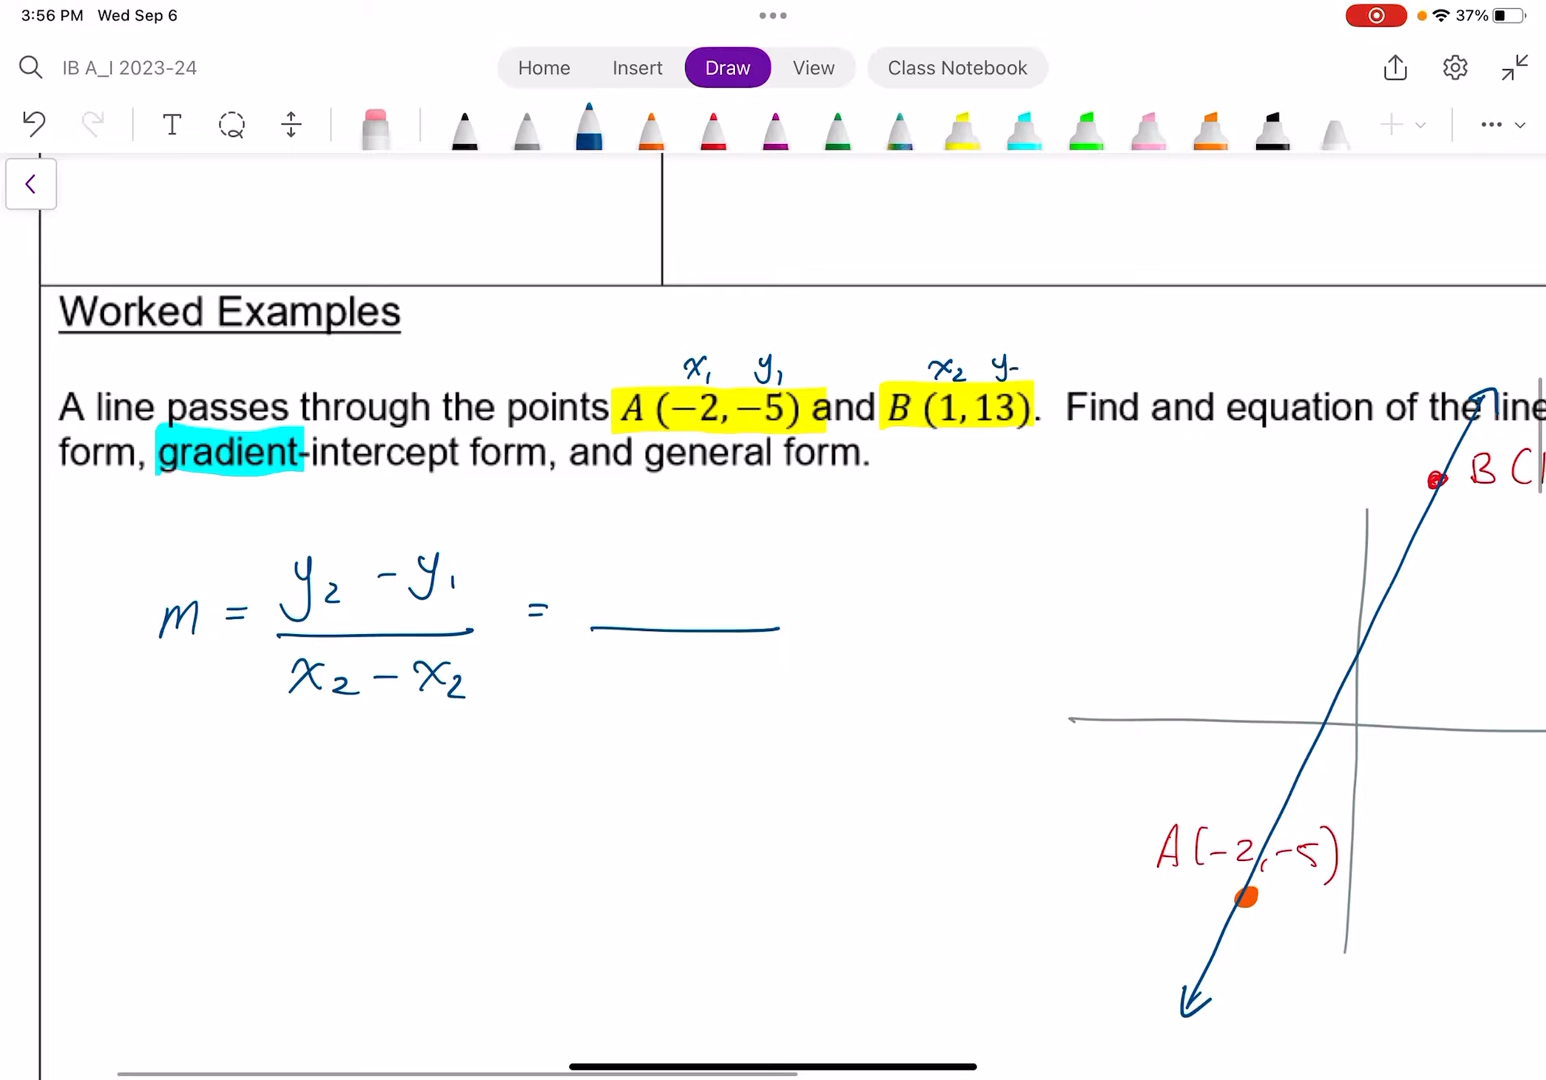 3:56 PM Wed Sep 6
37%
IB A_I 2023-24
Home Insert Draw View Class Notebook
T
Worked Examples
x₁ y₁ x₂ y
A line passes through the points A (−2, −5) and B (1, 13). Find and equation of the line
form, gradient-intercept form, and general form.
B (1
m = y₂ - y₁ / x₂ - x₂ =
A(-2,-5)